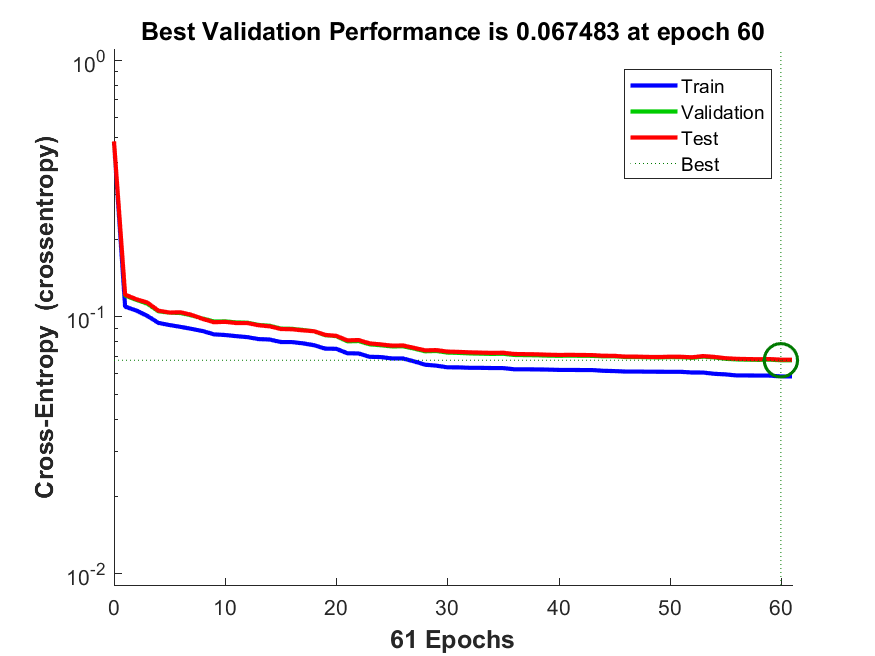 Best Validation Performance is 0.067483 at epoch 60
Cross-Entropy (crossentropy)
10^0
10^-1
10^-2
Train
Validation
Test
Best
0 10 20 30 40 50 60
61 Epochs